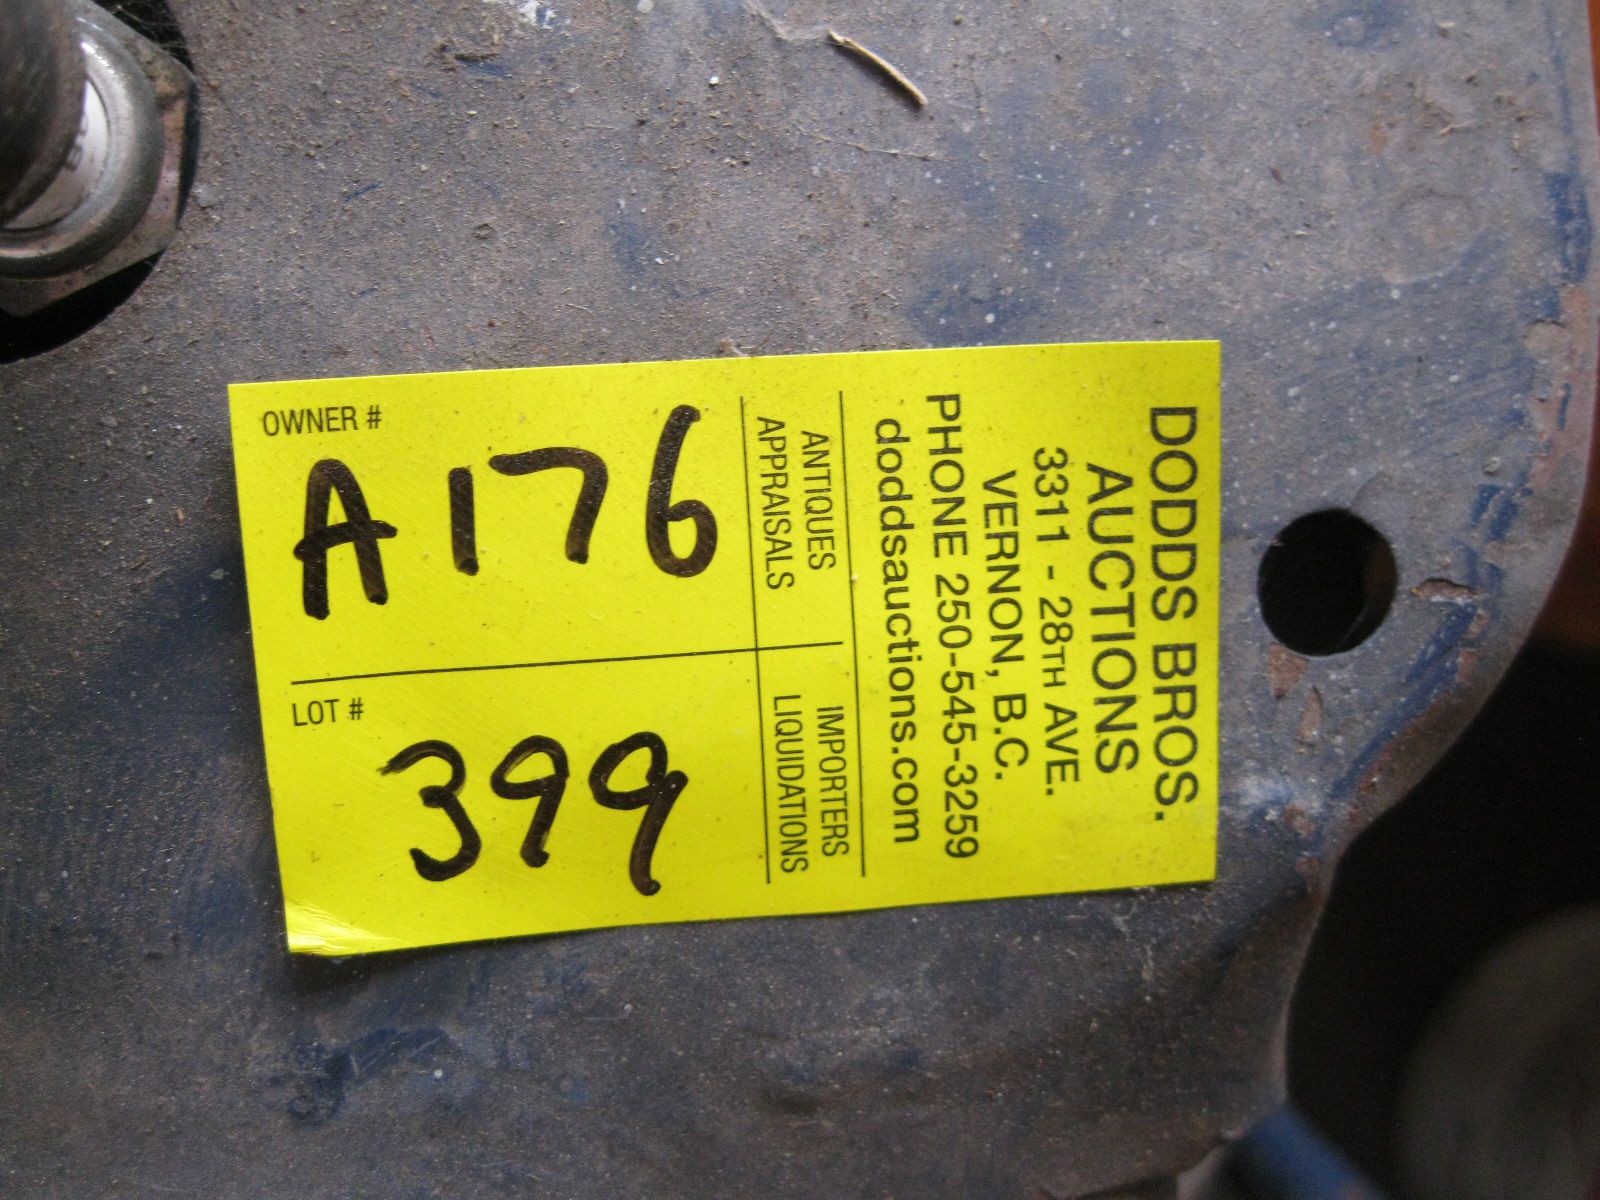 DODDS BROS.
AUCTIONS
3311 - 28TH AVE.
VERNON, B.C.
PHONE 250-545-3259
doddsauctions.com
ANTIQUES
APPRAISALS
IMPORTERS
LIQUIDATIONS
OWNER #
A176
LOT #
399